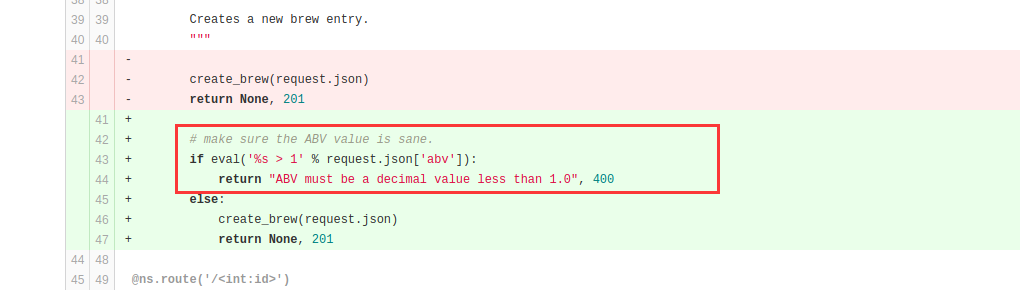 38 38
39 39 Creates a new brew entry.
40 40 """
41 -
42 - create_brew(request.json)
43 - return None, 201
41 +
42 + # make sure the ABV value is sane.
43 + if eval('%s > 1' % request.json['abv']):
44 + return "ABV must be a decimal value less than 1.0", 400
45 + else:
46 + create_brew(request.json)
47 + return None, 201
44 48
45 49 @ns.route('/<int:id>')